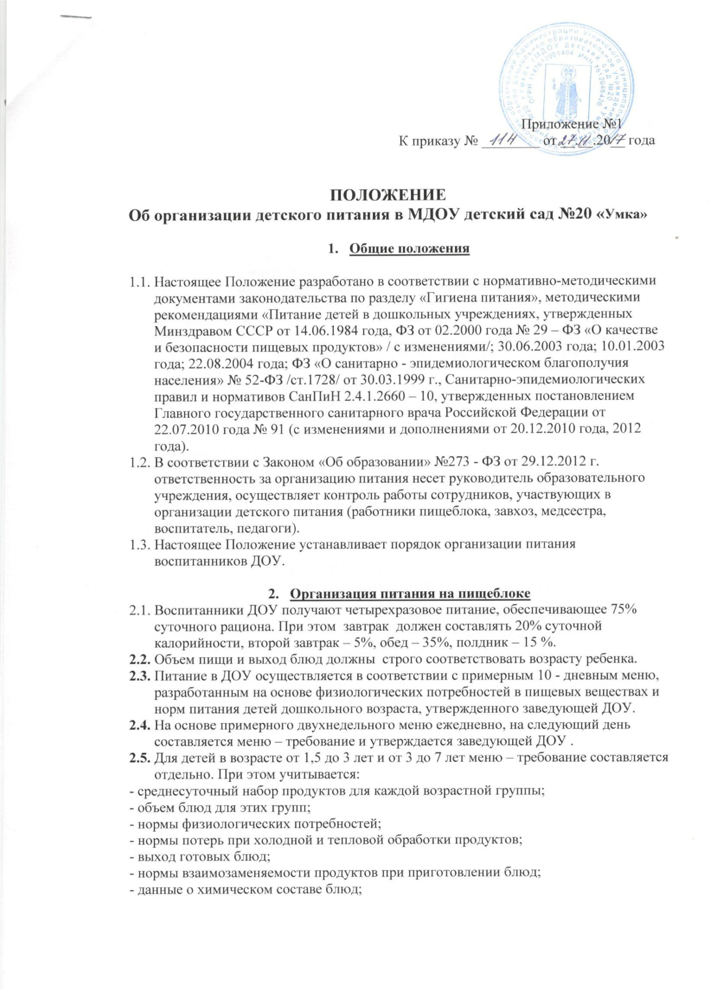 Управление образования Администрации Угличского муниципального района
муниципальное дошкольное образовательное учреждение детский сад №20 «Умка» (МДОУ детский сад №20 «Умка»)
ОГРН 1147612001404 ИНН 7612046420
Приложение №1
К приказу № 114 от 27.11.2017 года
ПОЛОЖЕНИЕ
Об организации детского питания в МДОУ детский сад №20 «Умка»
1. Общие положения
1.1. Настоящее Положение разработано в соответствии с нормативно-методическими
документами законодательства по разделу «Гигиена питания», методическими
рекомендациями «Питание детей в дошкольных учреждениях, утвержденных
Минздравом СССР от 14.06.1984 года, ФЗ от 02.2000 года № 29 – ФЗ «О качестве
и безопасности пищевых продуктов» / с изменениями/; 30.06.2003 года; 10.01.2003
года; 22.08.2004 года; ФЗ «О санитарно - эпидемиологическом благополучия
населения» № 52-ФЗ /ст.1728/ от 30.03.1999 г., Санитарно-эпидемиологических
правил и нормативов СанПиН 2.4.1.2660 – 10, утвержденных постановлением
Главного государственного санитарного врача Российской Федерации от
22.07.2010 года № 91 (с изменениями и дополнениями от 20.12.2010 года, 2012
года).
1.2. В соответствии с Законом «Об образовании» №273 - ФЗ от 29.12.2012 г.
ответственность за организацию питания несет руководитель образовательного
учреждения, осуществляет контроль работы сотрудников, участвующих в
организации детского питания (работники пищеблока, завхоз, медсестра,
воспитатель, педагоги).
1.3. Настоящее Положение устанавливает порядок организации питания
воспитанников ДОУ.
2. Организация питания на пищеблоке
2.1. Воспитанники ДОУ получают четырехразовое питание, обеспечивающее 75%
суточного рациона. При этом завтрак должен составлять 20% суточной
калорийности, второй завтрак – 5%, обед – 35%, полдник – 15 %.
2.2. Объем пищи и выход блюд должны строго соответствовать возрасту ребенка.
2.3. Питание в ДОУ осуществляется в соответствии с примерным 10 - дневным меню,
разработанным на основе физиологических потребностей в пищевых веществах и
норм питания детей дошкольного возраста, утвержденного заведующей ДОУ.
2.4. На основе примерного двухнедельного меню ежедневно, на следующий день
составляется меню – требование и утверждается заведующей ДОУ .
2.5. Для детей в возрасте от 1,5 до 3 лет и от 3 до 7 лет меню – требование составляется
отдельно. При этом учитывается:
- среднесуточный набор продуктов для каждой возрастной группы;
- объем блюд для этих групп;
- нормы физиологических потребностей;
- нормы потерь при холодной и тепловой обработки продуктов;
- выход готовых блюд;
- нормы взаимозаменяемости продуктов при приготовлении блюд;
- данные о химическом составе блюд;